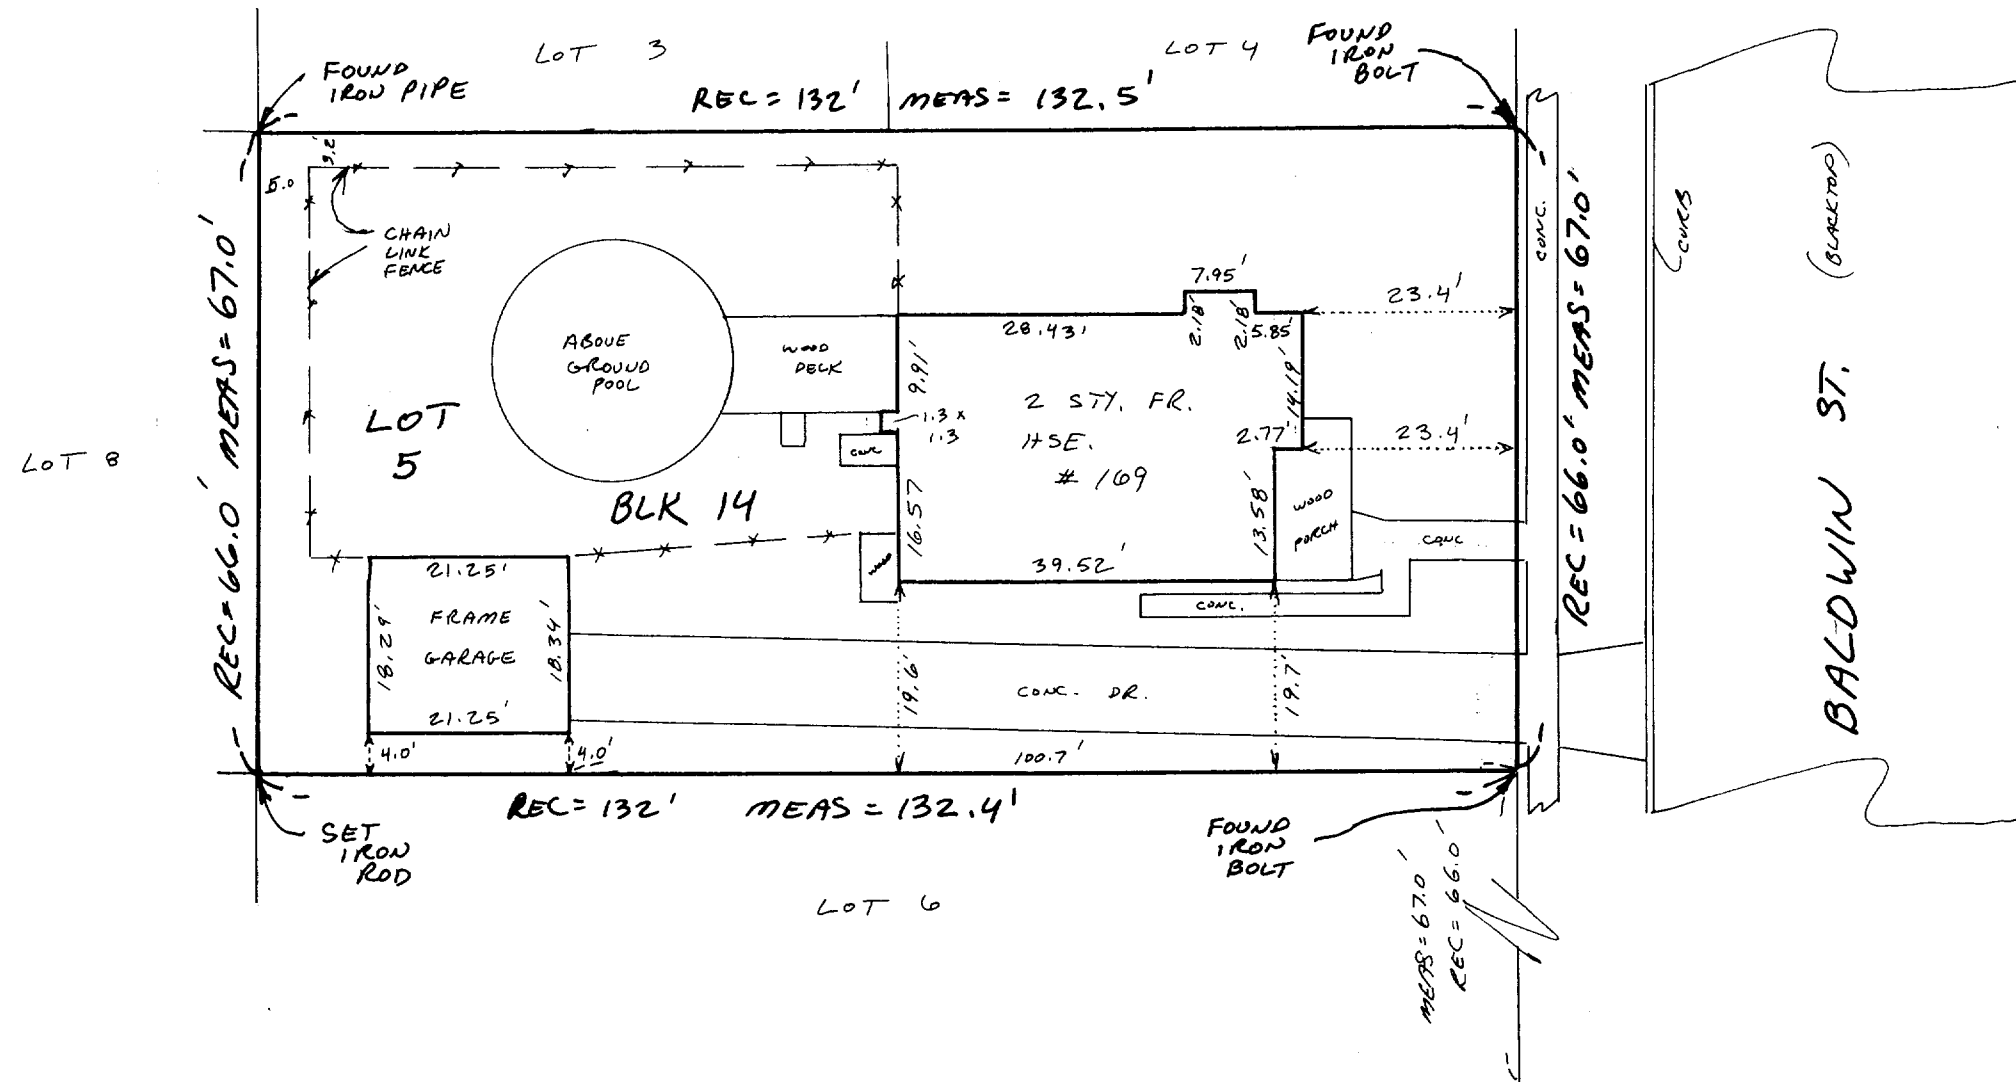 LOT 3
LOT 4
FOUND
IRON
BOLT
FOUND
IRON PIPE
REC = 132' MEAS = 132.5'
3.2
5.0
CHAIN
LINK
FENCE
REC = 66.0' MEAS = 67.0'
LOT 8
LOT
5
ABOVE
GROUND
POOL
WOOD
DECK
BLK 14
7.95'
2.18'
2.18'
5.85'
28.43'
9.91'
14.19'
23.4'
23.4'
2 STY. FR.
HSE.
# 169
1.3 x
1.3
CONC
2.77'
16.57
13.58'
WOOD
PORCH
WOOD
39.52'
CONC
CONC.
CONC.
CURB
(BLACKTOP)
REC = 66.0' MEAS = 67.0'
BALDWIN ST.
21.25'
18.29'
FRAME
GARAGE
18.34'
21.25'
4.0'
4.0'
19.6'
CONC. DR.
19.7'
100.7'
REC = 132' MEAS = 132.4'
SET
IRON
ROD
FOUND
IRON
BOLT
LOT 6
MEAS = 67.0'
REC = 66.0'